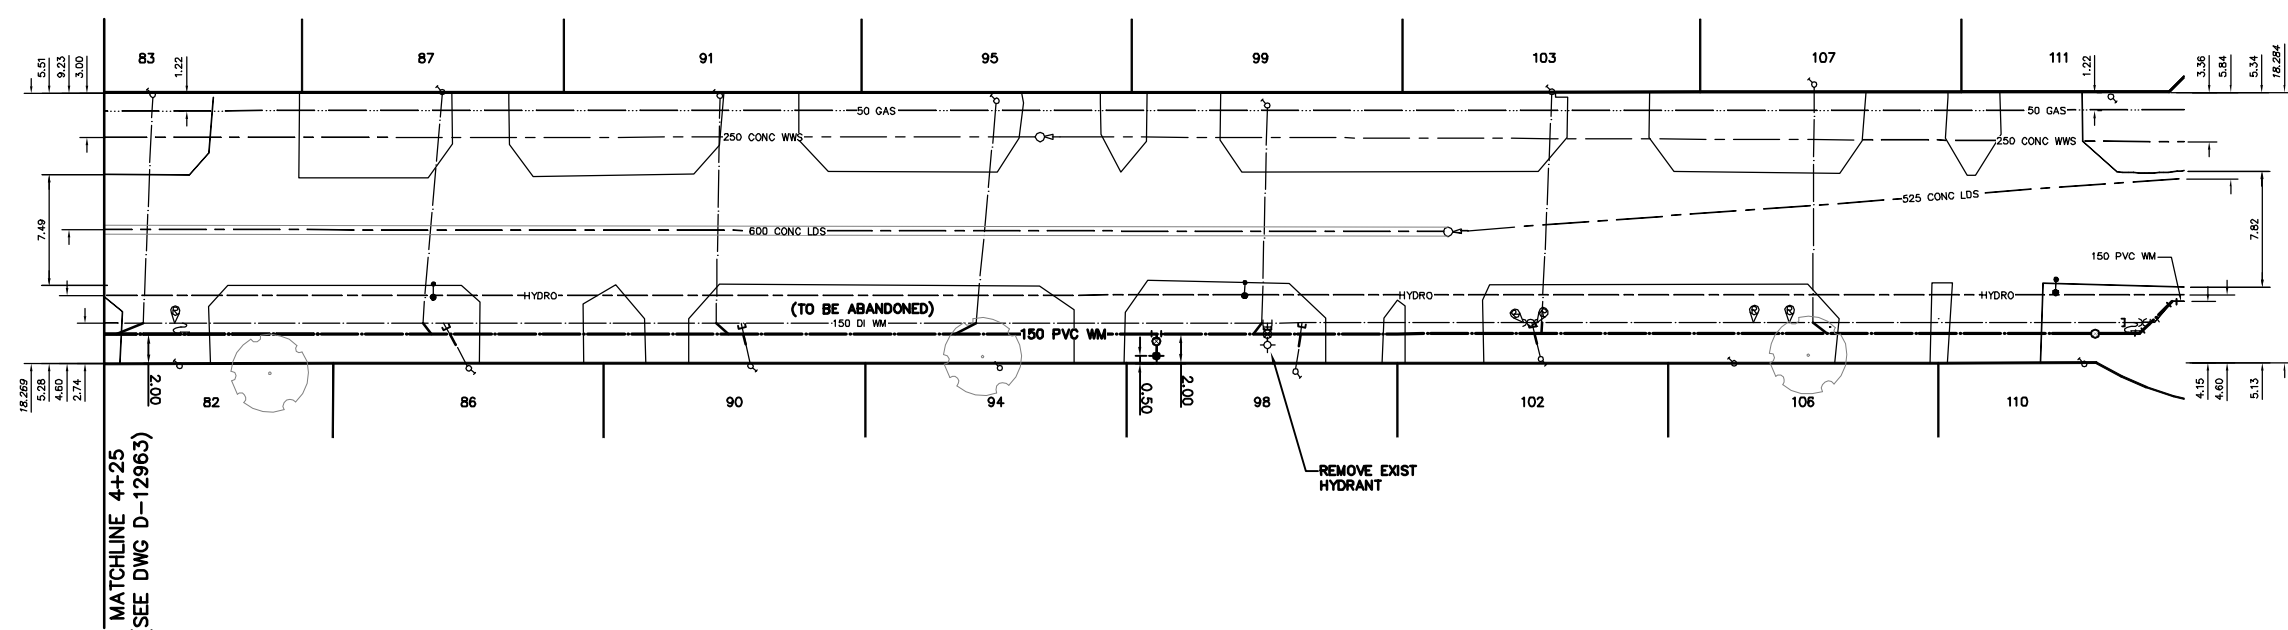 83
87
91
95
99
103
107
111
5.51
9.23
3.00
1.22
1.22
3.36
5.84
5.34
18.284
50 GAS
50 GAS
250 CONC WWS
250 CONC WWS
525 CONC LDS
7.49
600 CONC LDS
7.82
150 PVC WM
HYDRO
HYDRO
HYDRO
(TO BE ABANDONED)
150 DI WM
150 PVC WM
18.269
5.28
4.60
2.74
2.00
0.50
2.00
4.15
4.60
5.13
82
86
90
94
98
102
106
110
REMOVE EXIST
HYDRANT
MATCHLINE 4+25
(SEE DWG D-12963)